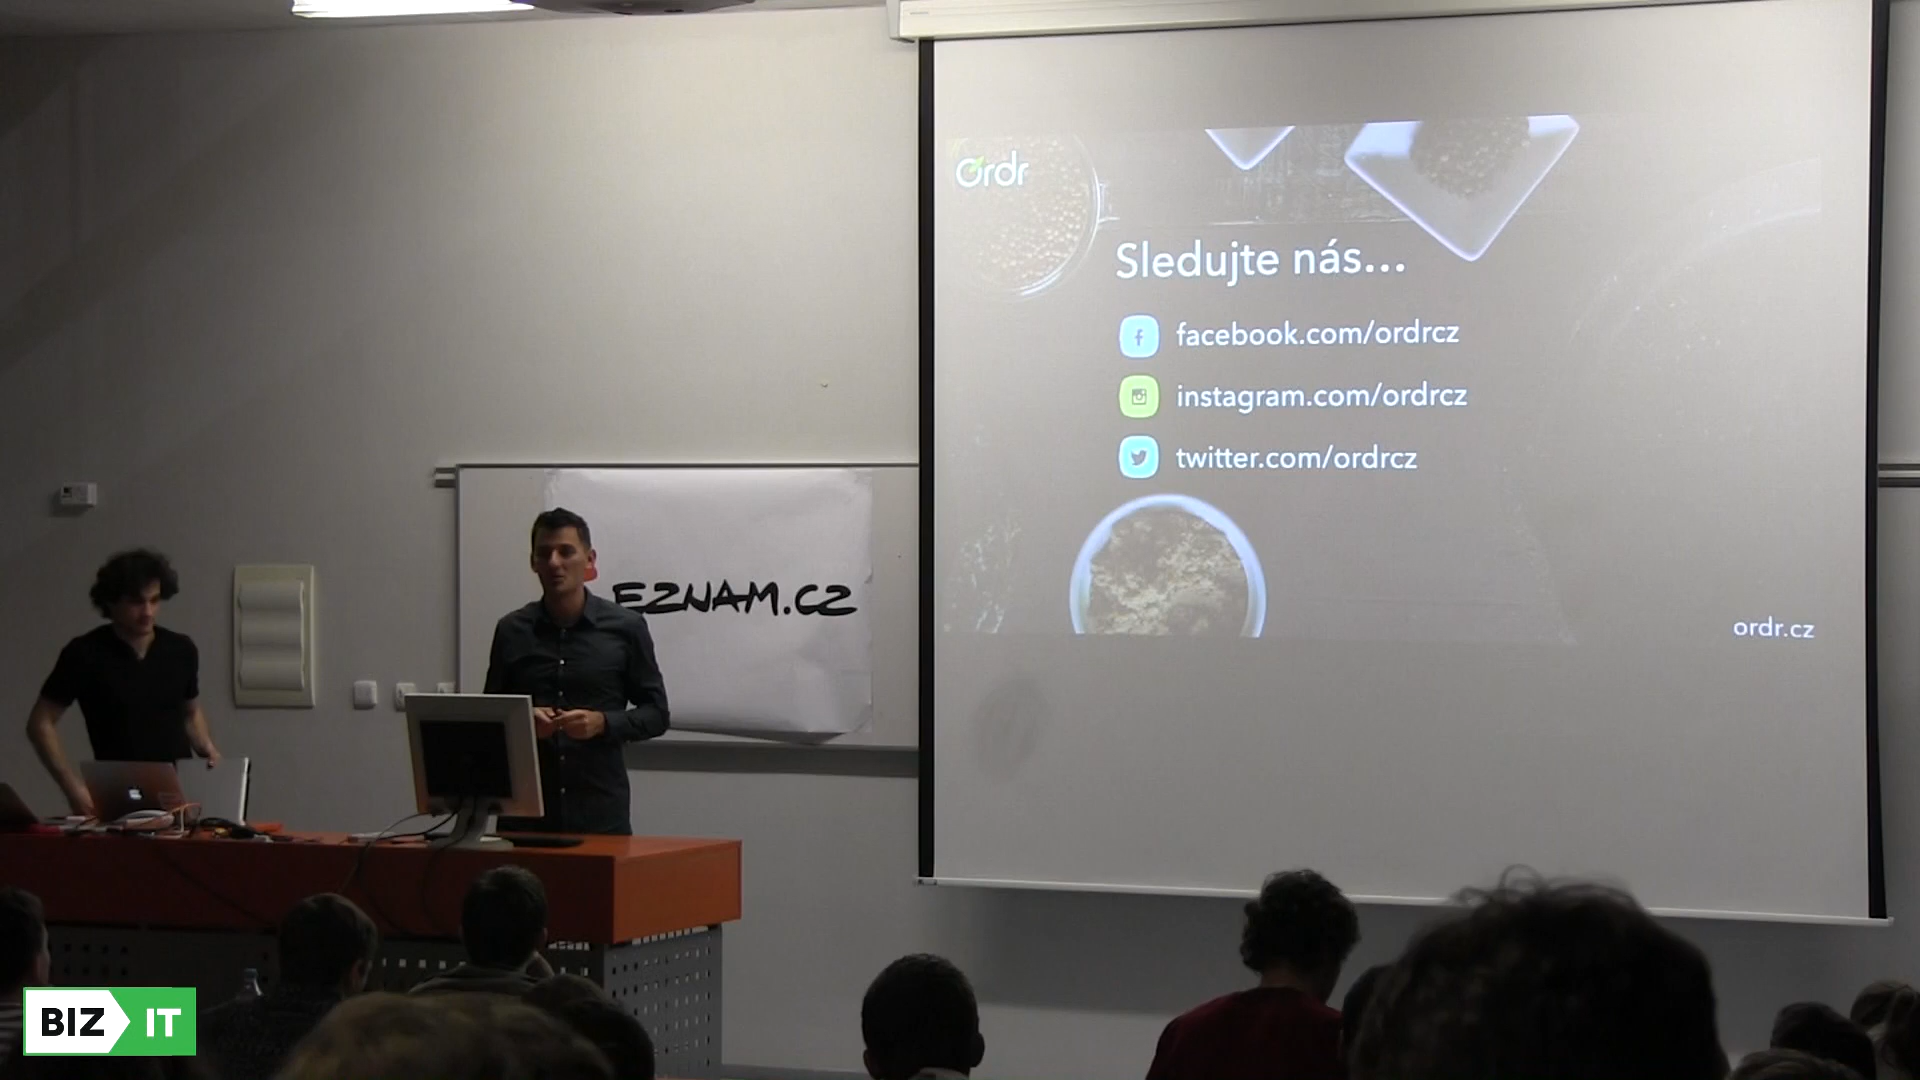 Ordr
Sledujte nás...
facebook.com/ordrcz
instagram.com/ordrcz
twitter.com/ordrcz
ordr.cz
EZNAM.CZ
BIZ IT